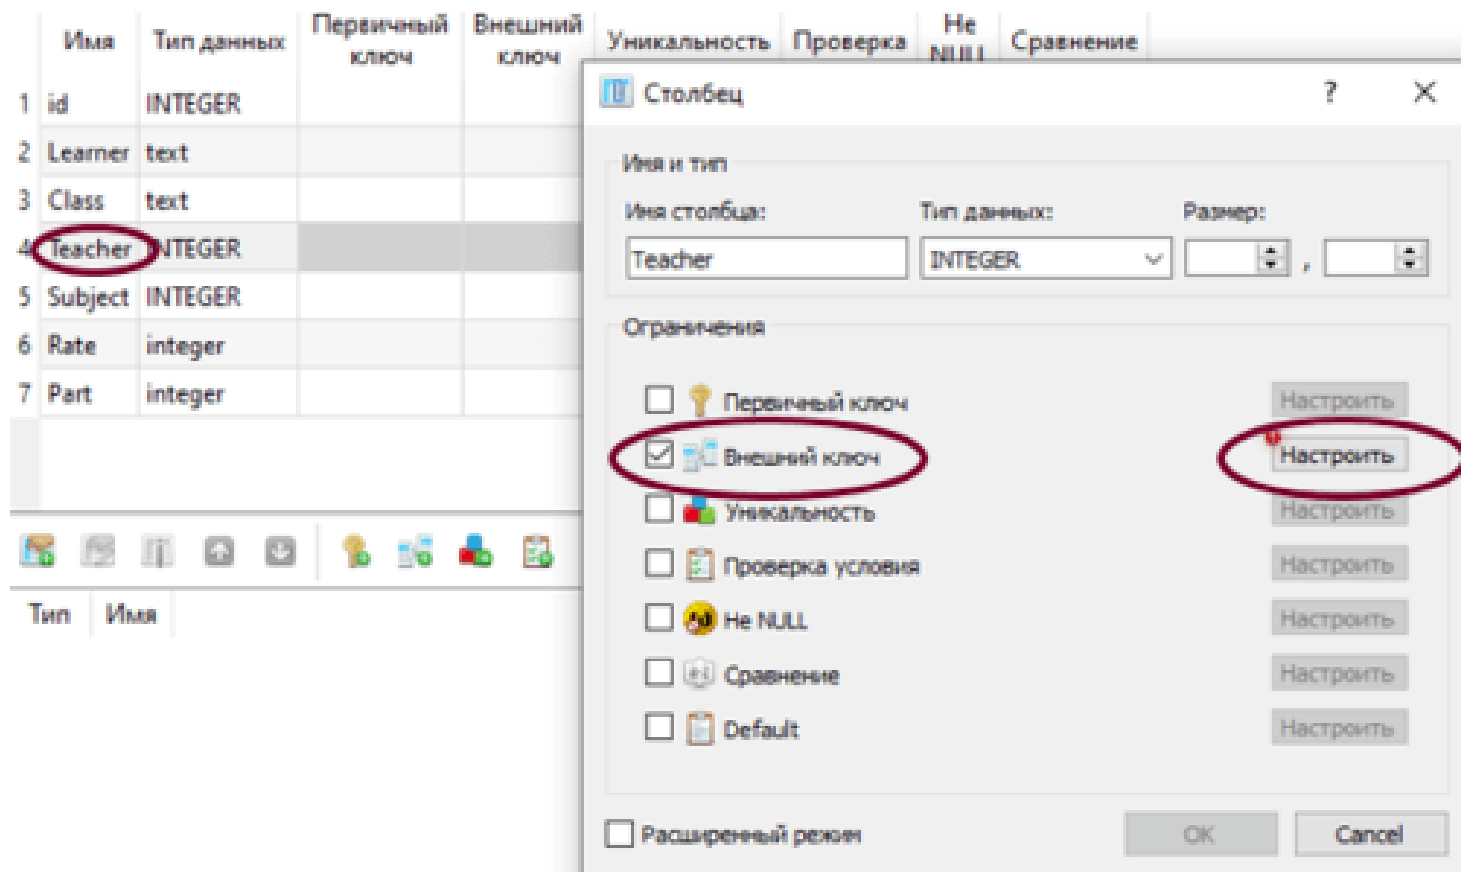 Имя Тип данных Первичный ключ Внешний ключ Уникальность Проверка Не NULL Сравнение
1 id INTEGER
2 Learner text
3 Class text
4 Teacher INTEGER
5 Subject INTEGER
6 Rate integer
7 Part integer
Тип Имя
Столбец ? ×
Имя и тип
Имя столбца: Тип данных: Размер:
Teacher INTEGER ,
Ограничения
Первичный ключ Настроить
Внешний ключ Настроить
Уникальность Настроить
Проверка условия Настроить
Не NULL Настроить
Сравнение Настроить
Default Настроить
Расширенный режим OK Cancel